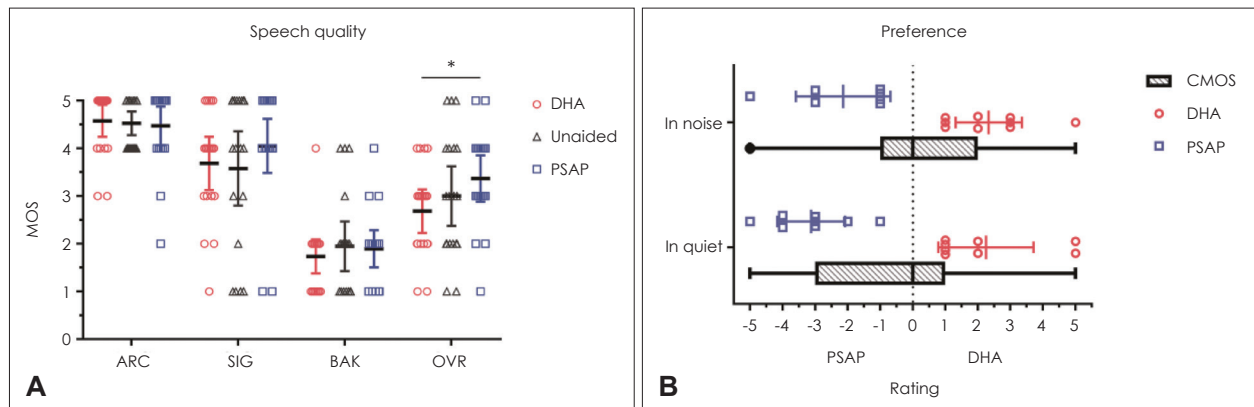 Speech quality
*
DHA
Unaided
PSAP
MOS
5
4
3
2
1
0
ARC SIG BAK OVR
A
Preference
CMOS
DHA
PSAP
In noise
In quiet
-5 -4 -3 -2 -1 0 1 2 3 4 5 5
PSAP DHA
Rating
B